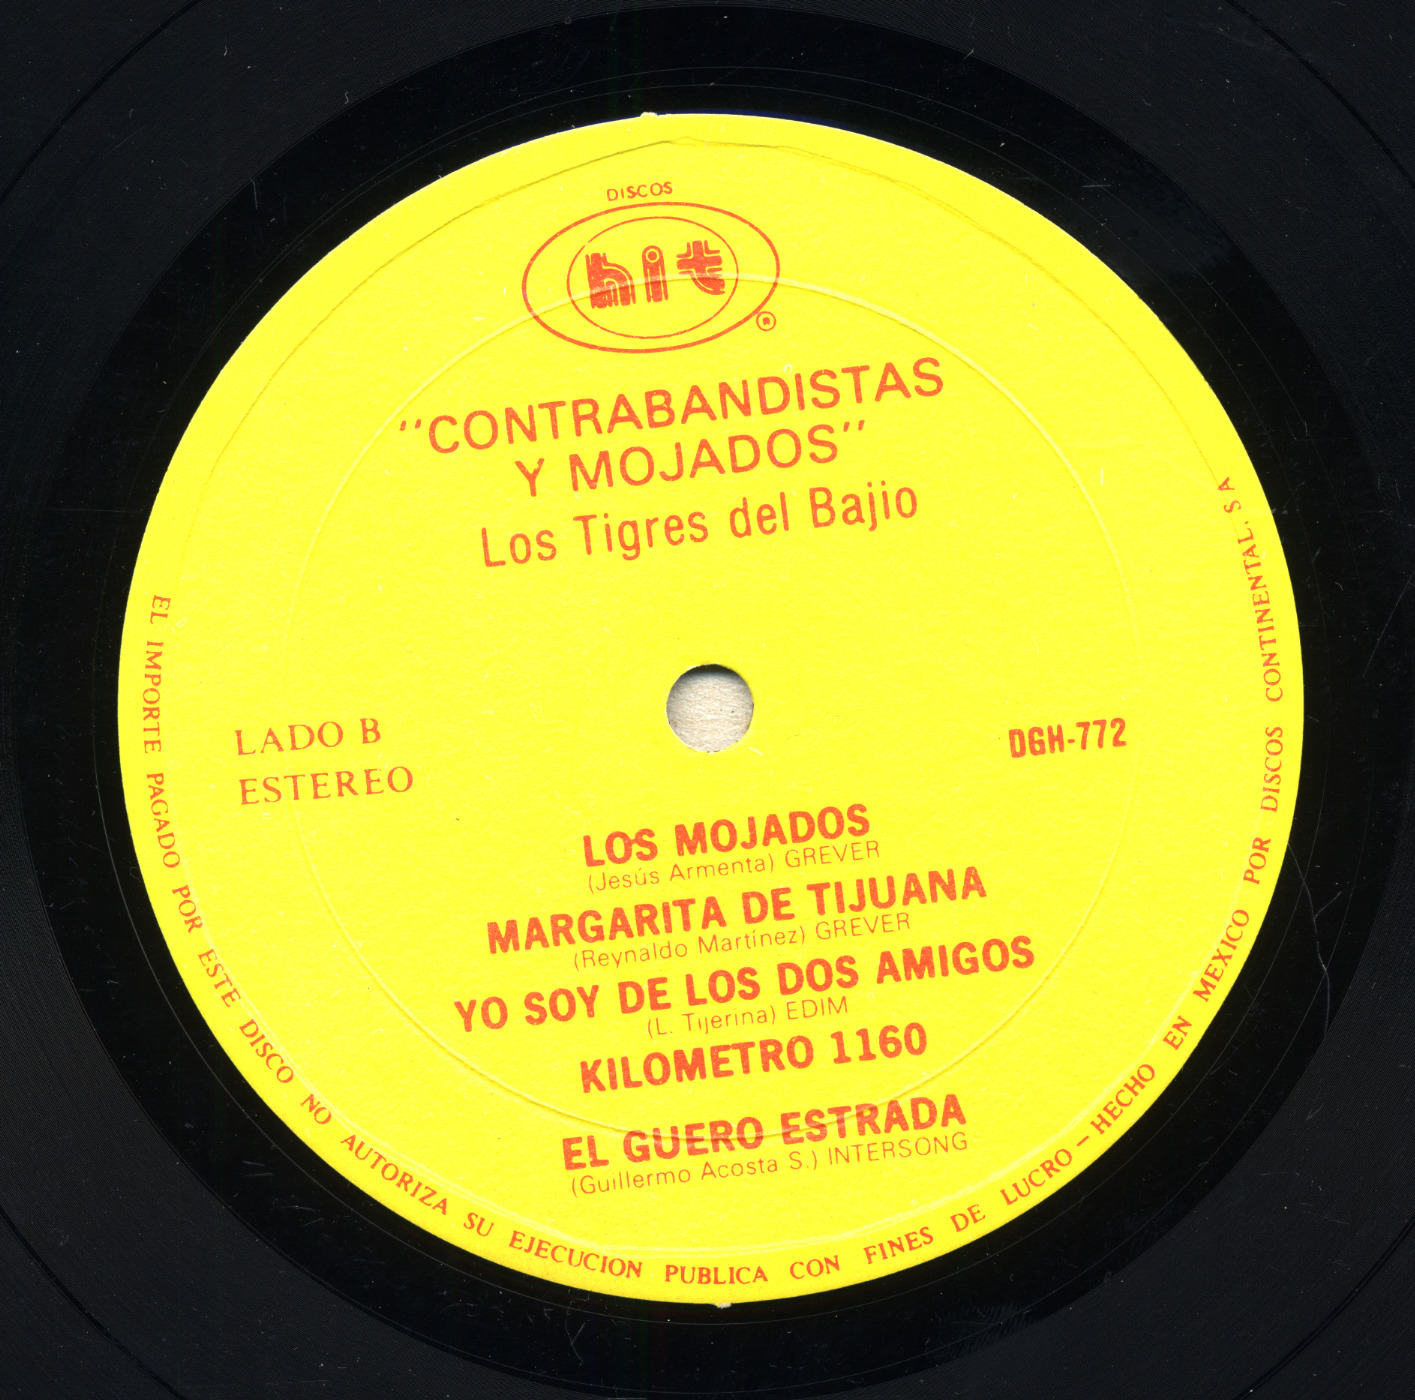 DISCOS
hit
®
"CONTRABANDISTAS
Y MOJADOS"
Los Tigres del Bajio
LADO B
ESTEREO
DGH-772
LOS MOJADOS
(Jesús Armenta) GREVER
MARGARITA DE TIJUANA
(Reynaldo Martínez) GREVER
YO SOY DE LOS DOS AMIGOS
(L. Tijerina) EDIM
KILOMETRO 1160
EL GUERO ESTRADA
(Guillermo Acosta S.) INTERSONG
EL IMPORTE PAGADO POR ESTE DISCO NO AUTORIZA SU EJECUCION PUBLICA CON FINES DE LUCRO – HECHO EN MEXICO POR DISCOS CONTINENTAL, S A